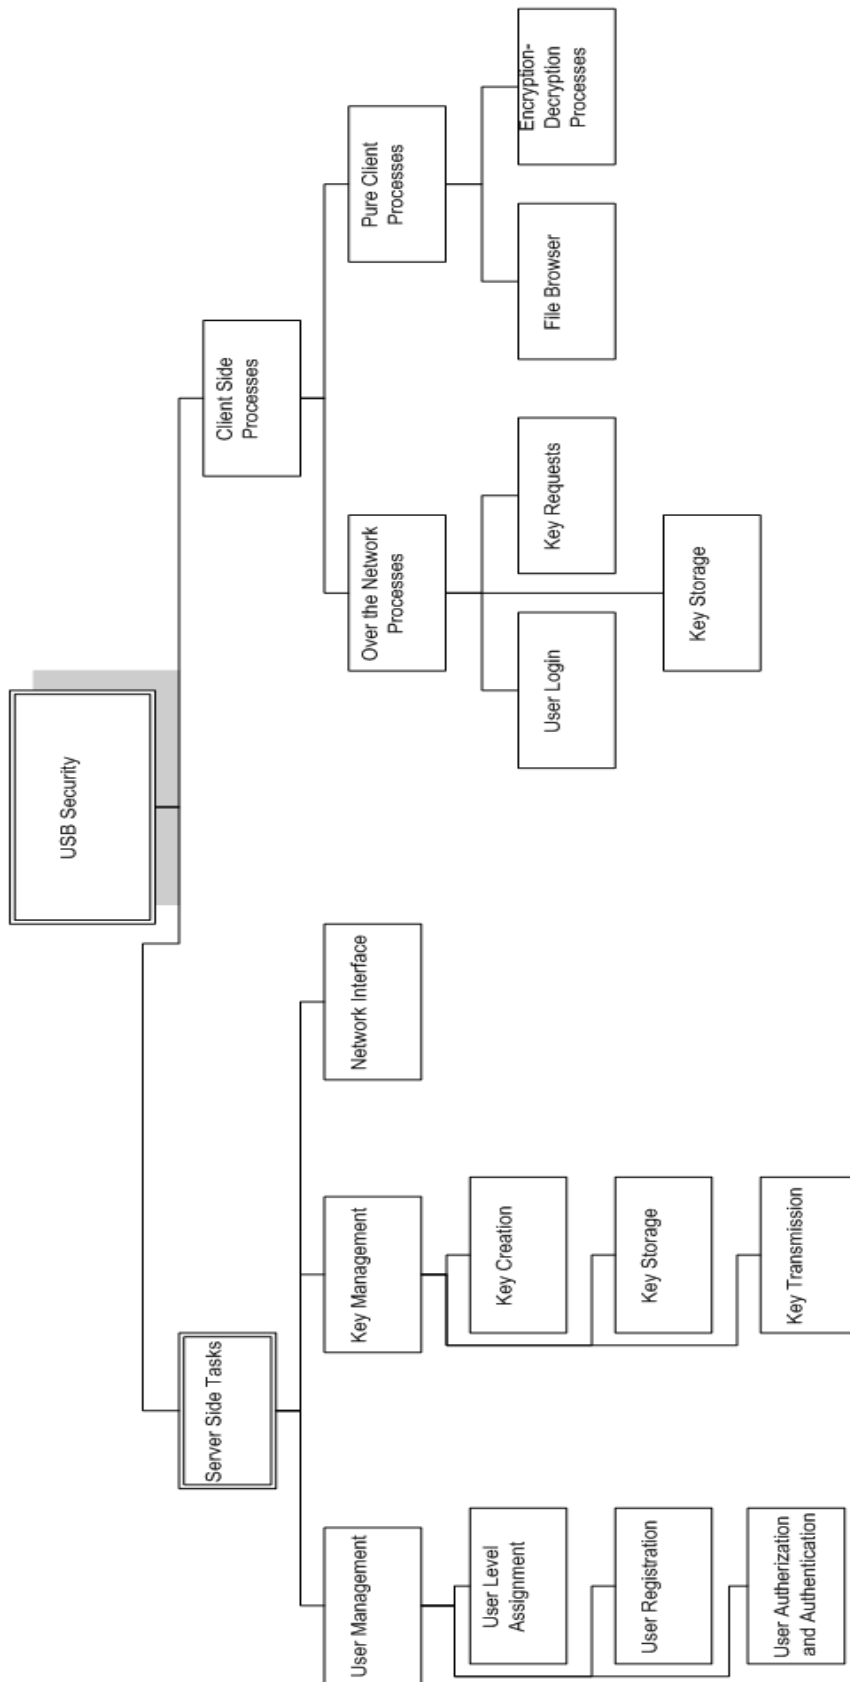 USB Security
Server Side Tasks
Client Side
Processes
User Management
Key Management
Network Interface
Over the Network
Processes
Pure Client
Processes
User Level
Assignment
User Registration
User Autherization
and Authentication
Key Creation
Key Storage
Key Transmission
User Login
Key Requests
Key Storage
File Browser
Encryption-
Decryption
Processes